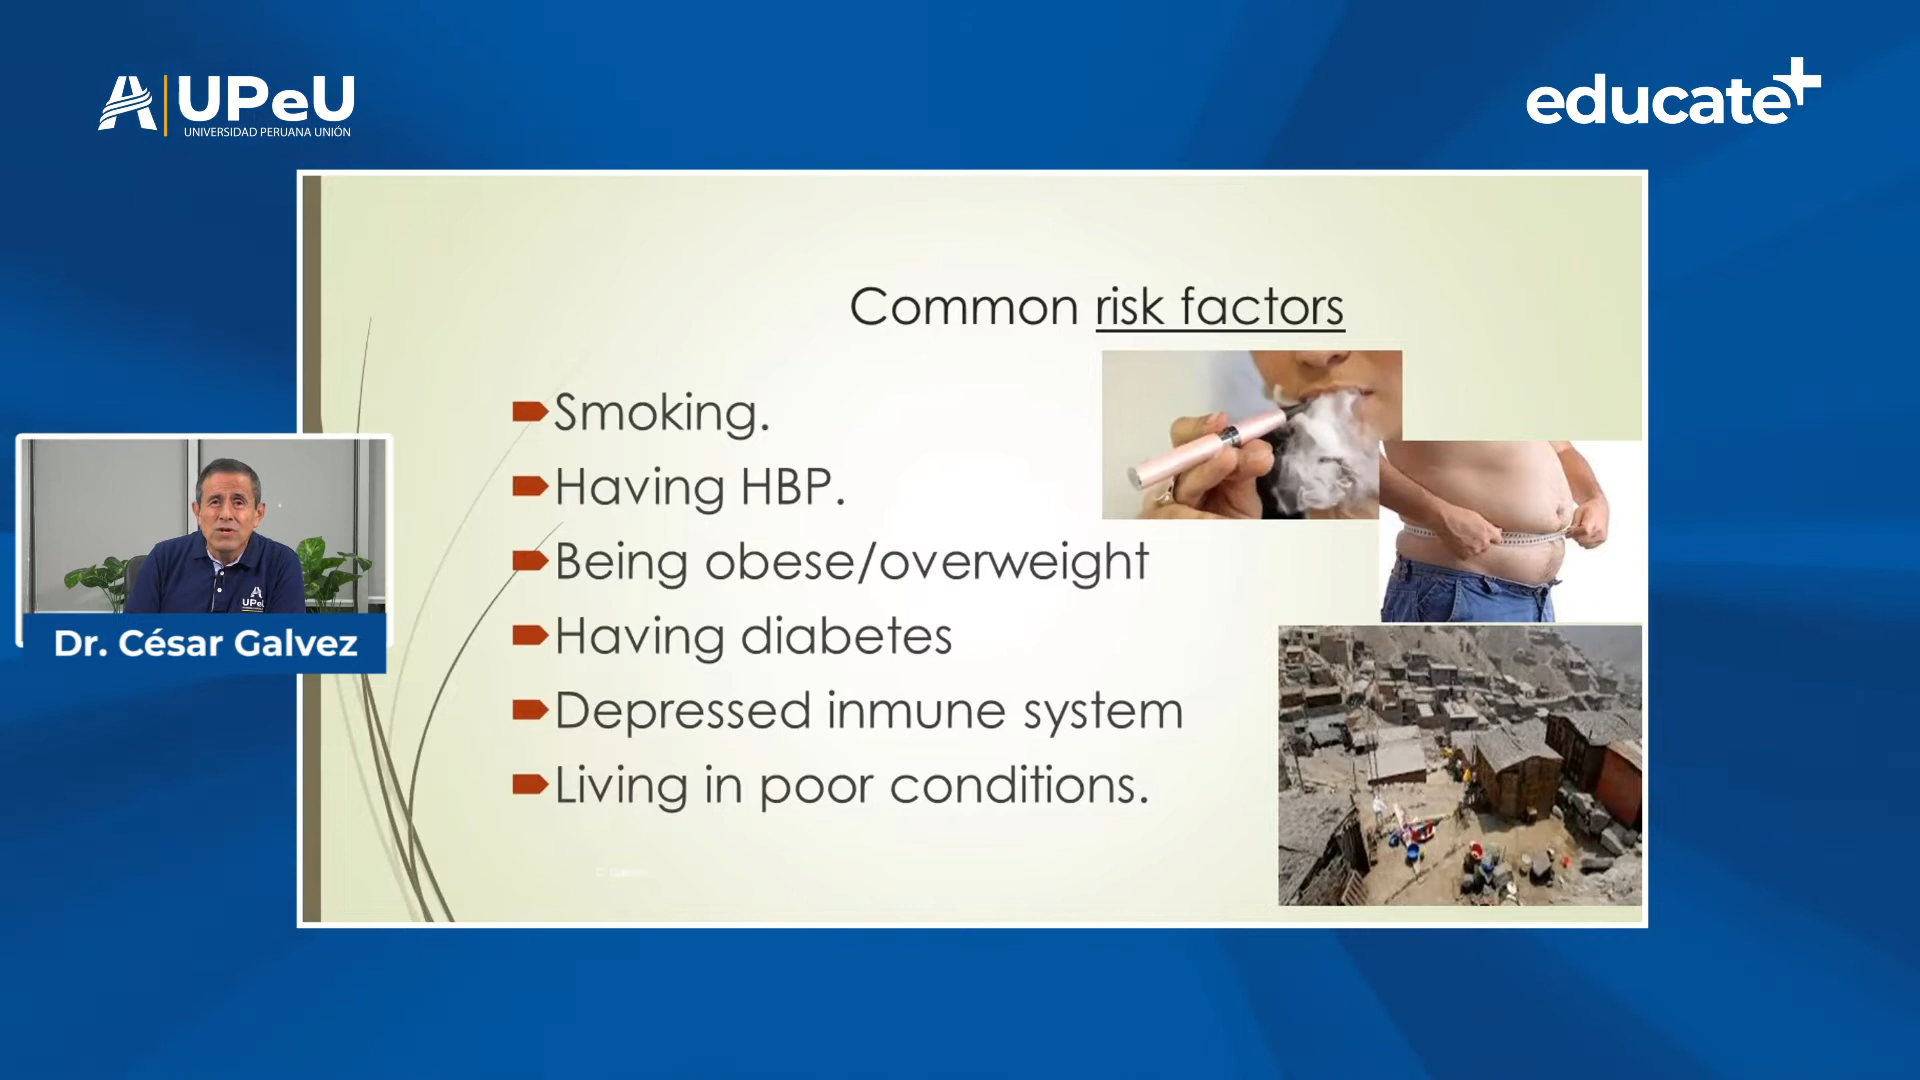 UPeU
UNIVERSIDAD PERUANA UNIÓN
educate+
Common risk factors
Smoking.
Having HBP.
Being obese/overweight
Having diabetes
Depressed inmune system
Living in poor conditions.
UPeU
Dr. César Galvez